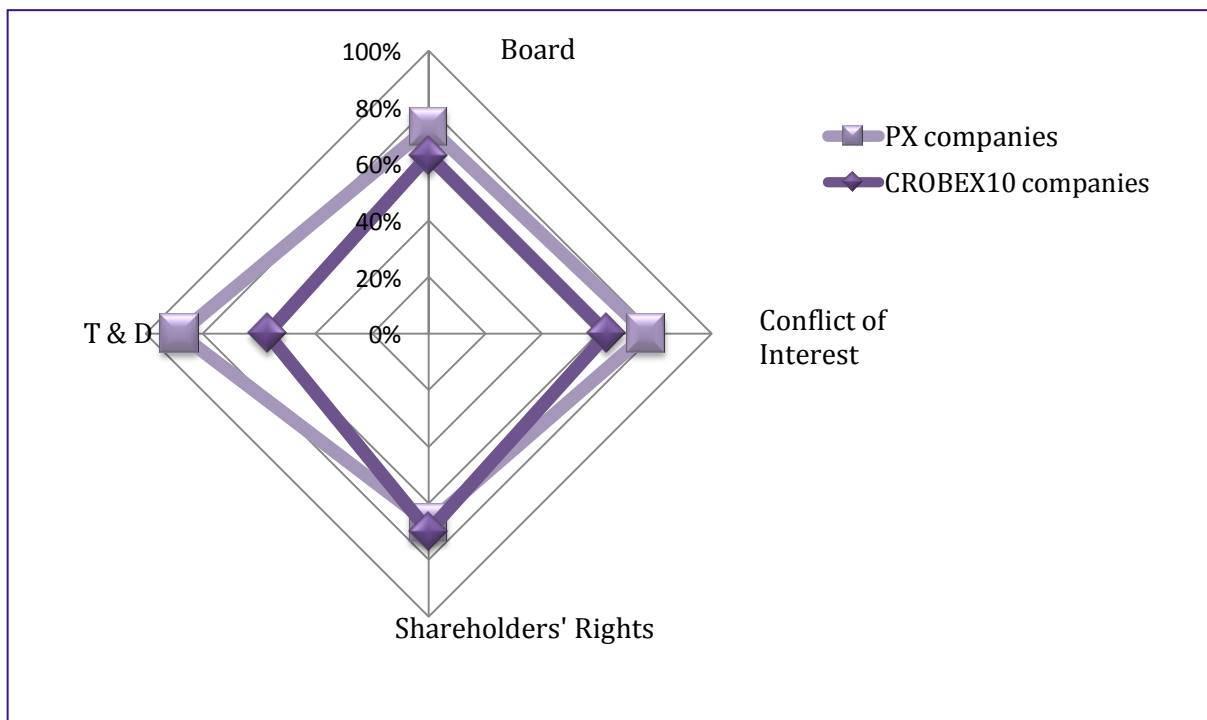 100%
Board
80%
60%
40%
20%
0%
PX companies
CROBEX10 companies
T & D
Conflict of
Interest
Shareholders' Rights